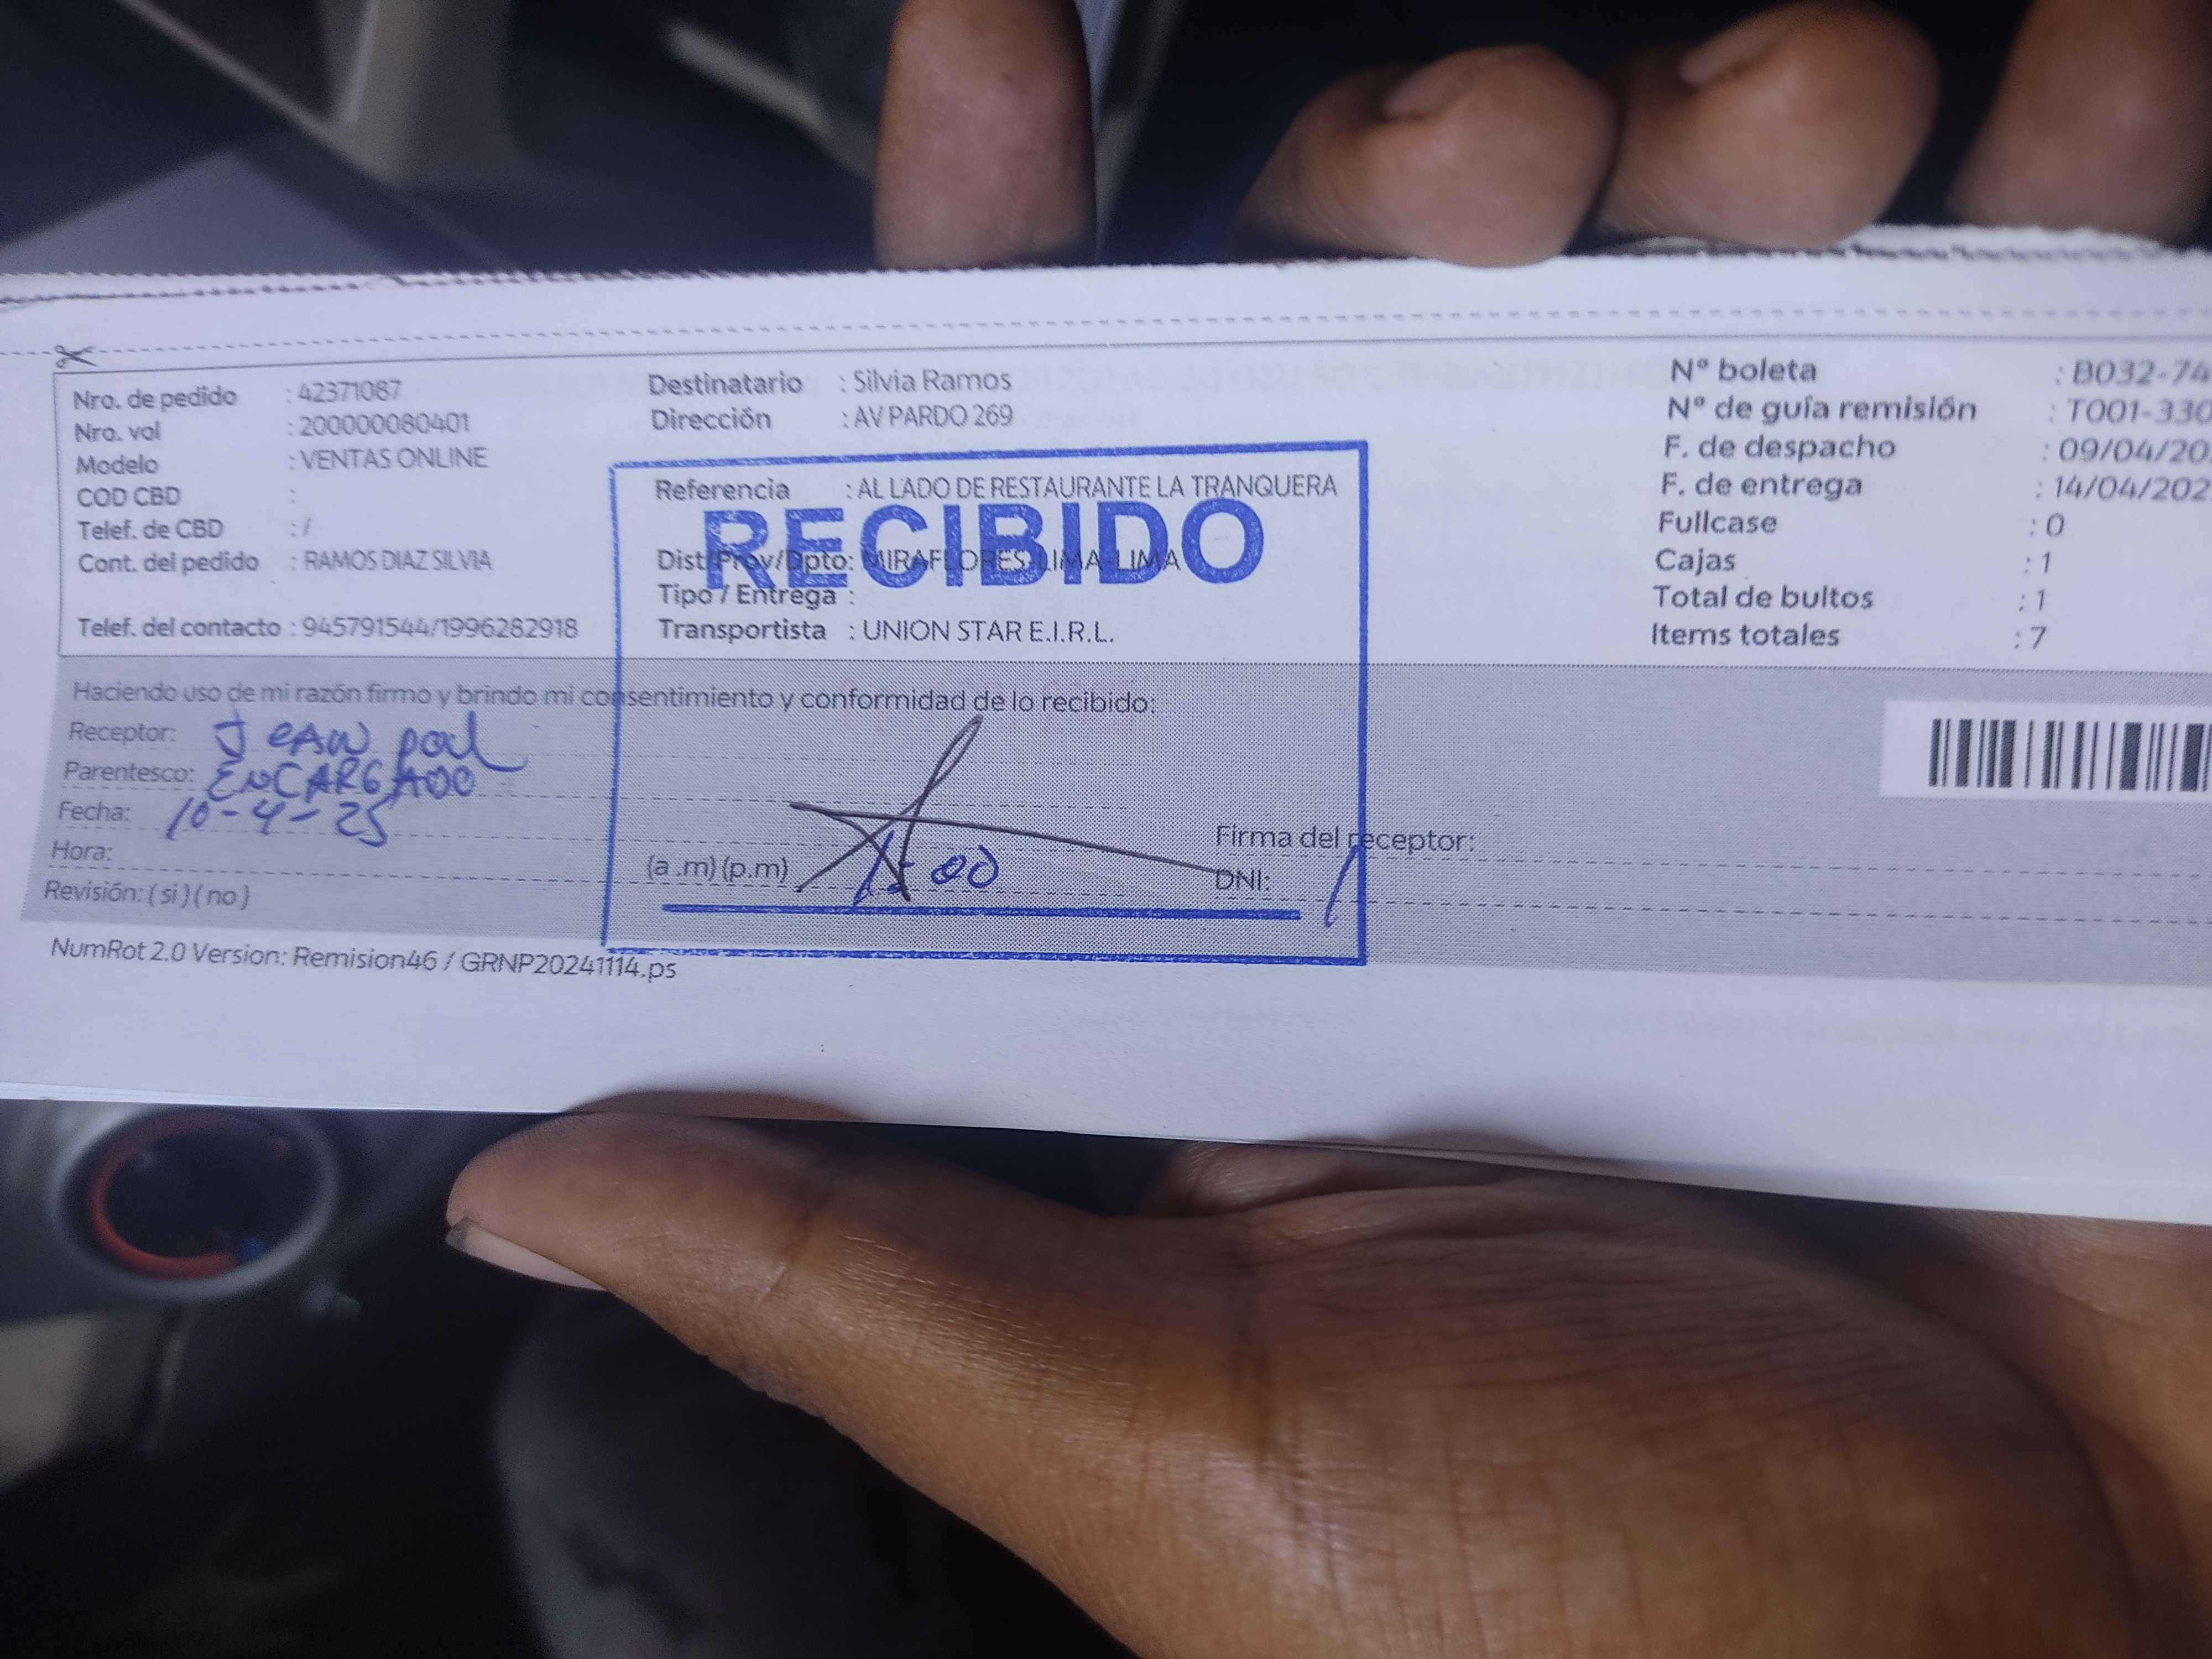 Nro. de pedido : 42371087
Nro. vol : 200000080401
Modelo : VENTAS ONLINE
COD CBD :
Telef. de CBD : /
Cont. del pedido : RAMOS DIAZ SILVIA
Telef. del contacto : 945791544/1996282918
Destinatario : Silvia Ramos
Dirección : AV PARDO 269
Referencia : AL LADO DE RESTAURANTE LA TRANQUERA
RECIBIDO
Dist/Prov/Dpto: MIRAFLORES-LIMA-LIMA
Tipo / Entrega :
Transportista : UNION STAR E.I.R.L.
N° boleta : B032-74
N° de guía remisión : T001-330
F. de despacho : 09/04/20
F. de entrega : 14/04/202
Fullcase : 0
Cajas : 1
Total de bultos : 1
Items totales : 7
Haciendo uso de mi razón firmo y brindo mi consentimiento y conformidad de lo recibido:
Receptor: JEAN pol
Parentesco: ENCARGADO
Fecha: 10-4-25
Hora: (a .m) (p.m)
Firma del receptor:
DNI:
Revisión: ( si ) ( no )
NumRot 2.0 Version: Remision46 / GRNP20241114.ps